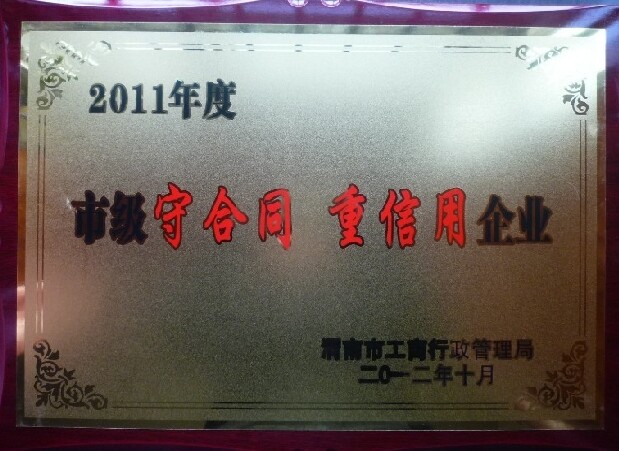 2011年度
市级守合同 重信用企业
渭南市工商行政管理局
二〇一二年十月